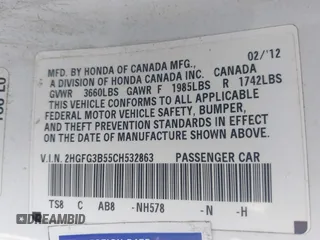 02/'12
MFD. BY HONDA OF CANADA MFG.,
A DIVISION OF HONDA CANADA INC. CANADA
GVWR 3660LBS GAWR F 1985LBS R 1742LBS
THIS VEHICLE CONFORMS TO ALL APPLICABLE
FEDERAL MOTOR VEHICLE SAFETY, BUMPER,
AND THEFT PREVENTION STANDARDS IN EFFECT
ON THE DATE OF MANUFACTURE SHOWN ABOVE.
V.I.N. 2HGFG3B55CH532863 PASSENGER CAR
TS8 C AB8 -NH578 -N -H